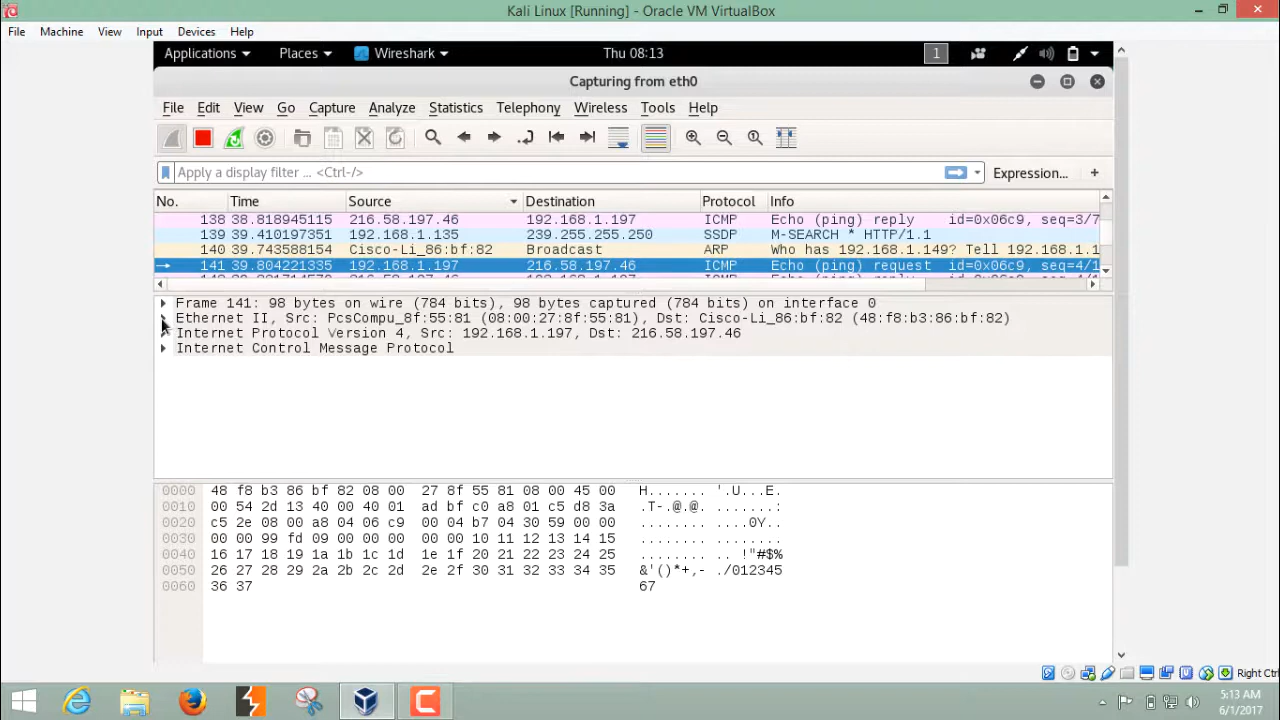 Kali Linux [Running] - Oracle VM VirtualBox
File Machine View Input Devices Help
Applications Places Wireshark Thu 08:13 1
Capturing from eth0
File Edit View Go Capture Analyze Statistics Telephony Wireless Tools Help
Apply a display filter ... <Ctrl-/> Expression... +
No. Time Source Destination Protocol Info
138 38.818945115 216.58.197.46 192.168.1.197 ICMP Echo (ping) reply id=0x06c9, seq=3/7
139 39.410197351 192.168.1.135 239.255.255.250 SSDP M-SEARCH * HTTP/1.1
140 39.743588154 Cisco-Li_86:bf:82 Broadcast ARP Who has 192.168.1.149? Tell 192.168.1.1
141 39.804221335 192.168.1.197 216.58.197.46 ICMP Echo (ping) request id=0x06c9, seq=4/1
Frame 141: 98 bytes on wire (784 bits), 98 bytes captured (784 bits) on interface 0
Ethernet II, Src: PcsCompu_8f:55:81 (08:00:27:8f:55:81), Dst: Cisco-Li_86:bf:82 (48:f8:b3:86:bf:82)
Internet Protocol Version 4, Src: 192.168.1.197, Dst: 216.58.197.46
Internet Control Message Protocol
0000 48 f8 b3 86 bf 82 08 00 27 8f 55 81 08 00 45 00 H....... '.U...E.
0010 00 54 2d 13 40 00 40 01 ad bf c0 a8 01 c5 d8 3a .T-.@.@. .......:
0020 c5 2e 08 00 a8 04 06 c9 00 04 b7 04 30 59 00 00 ........ ....0Y..
0030 00 00 99 fd 09 00 00 00 00 00 10 11 12 13 14 15 ........ ........
0040 16 17 18 19 1a 1b 1c 1d 1e 1f 20 21 22 23 24 25 ........ .. !"#$%
0050 26 27 28 29 2a 2b 2c 2d 2e 2f 30 31 32 33 34 35 &'()*+,- ./012345
0060 36 37 67
Right Ctrl
5:13 AM
6/1/2017